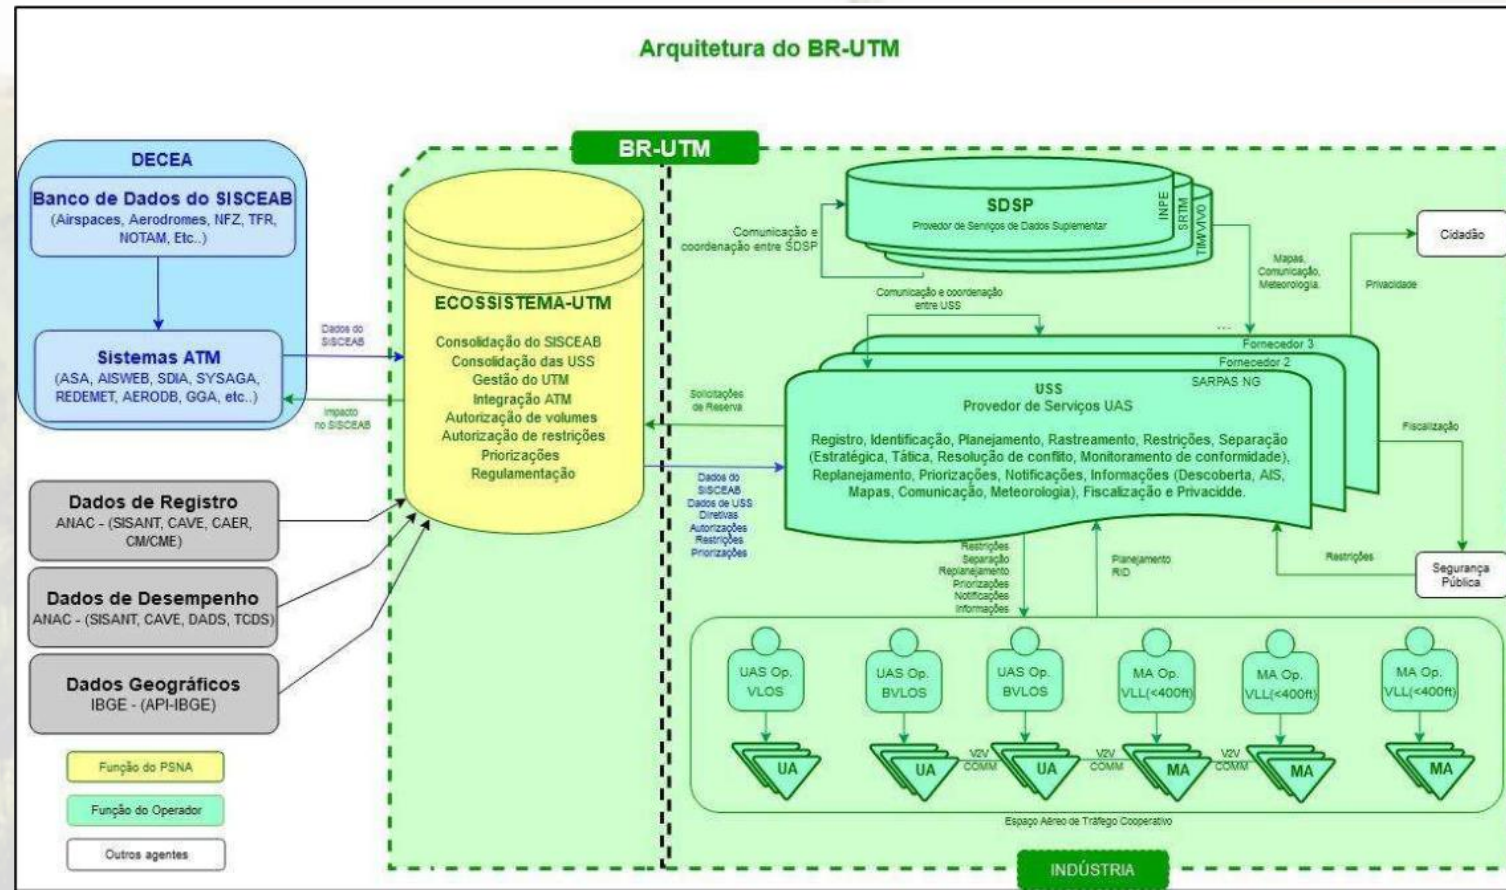 Arquitetura do BR-UTM
DECEA
Banco de Dados do SISCEAB
(Airspaces, Aerodromes, NFZ, TFR,
NOTAM, Etc..)
Sistemas ATM
(ASA, AISWEB, SDIA, SYSAGA,
REDEMET, AERODB, GGA, etc..)
Dados do
SISCEAB
Impacto
no SISCEAB
Dados de Registro
ANAC - (SISANT, CAVE, CAER,
CM/CME)
Dados de Desempenho
ANAC - (SISANT, CAVE, DADS, TCDS)
Dados Geográficos
IBGE - (API-IBGE)
Função do PSNA
Função do Operador
Outros agentes
BR-UTM
ECOSSISTEMA-UTM
Consolidação do SISCEAB
Consolidação das USS
Gestão do UTM
Integração ATM
Autorização de volumes
Autorização de restrições
Priorizações
Regulamentação
Solicitações
de Reserva
Dados do
SISCEAB
Dados de USS
Diretivas
Autorizações
Restrições
Priorizações
SDSP
Provedor de Serviços de Dados Suplementar
INPE
SRTM
TIM/VIVO
Comunicação e
coordenação entre SDSP
Comunicação e coordenação
entre USS
Mapas,
Comunicação,
Meteorologia.
...
Privacidade
Cidadão
Fornecedor 3
Fornecedor 2
SARPAS NG
USS
Provedor de Serviços UAS
Registro, Identificação, Planejamento, Rastreamento, Restrições, Separação
(Estratégica, Tática, Resolução de conflito, Monitoramento de conformidade),
Replanejamento, Priorizações, Notificações, Informações (Descoberta, AIS,
Mapas, Comunicação, Meteorologia), Fiscalização e Privacidde.
Fiscalização
Restrições
Segurança
Pública
Restrições
Separação
Replanejamento
Priorizações
Notificações
Informações
Planejamento
RID
UAS Op.
VLOS
UAS Op.
BVLOS
UAS Op.
BVLOS
MA Op.
VLL(<400ft)
MA Op.
VLL(<400ft)
MA Op.
VLL(<400ft)
UA
UA
V2V
COMM
UA
V2V
COMM
MA
V2V
COMM
MA
MA
Espaço Aéreo de Tráfego Cooperativo
INDÚSTRIA